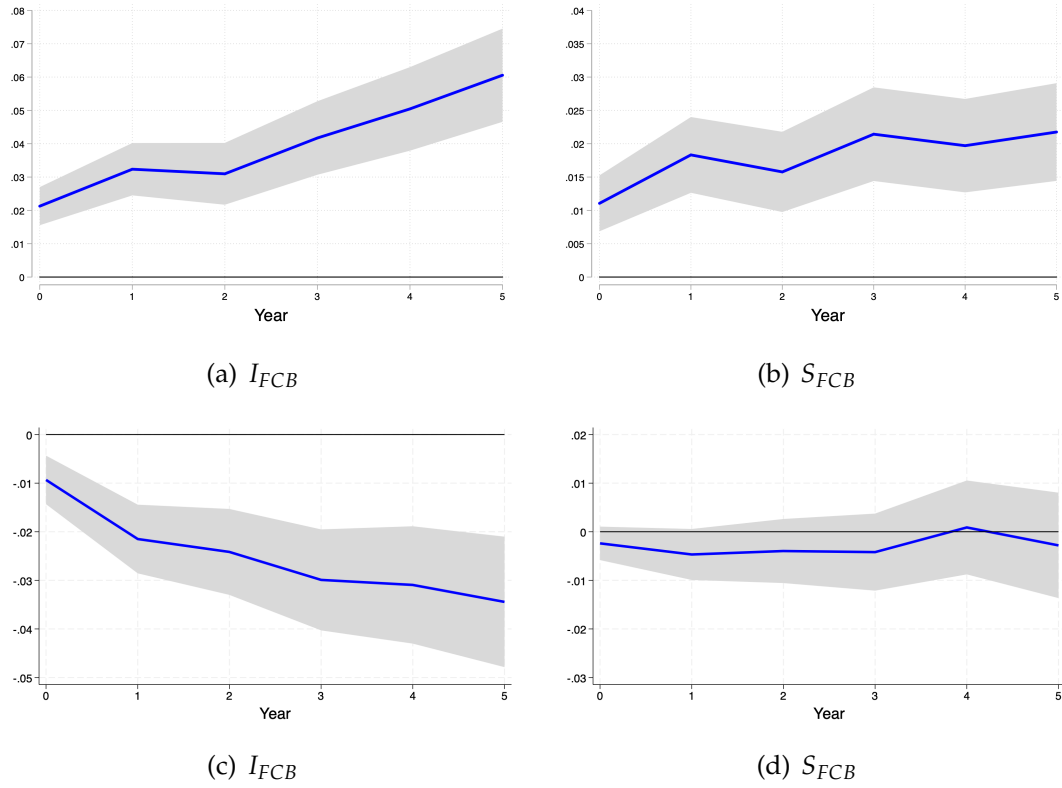 .08
.07
.06
.05
.04
.03
.02
.01
0
0 1 2 3 4 5
Year
(a) I_FCB
.04
.035
.03
.025
.02
.015
.01
.005
0
0 1 2 3 4 5
Year
(b) S_FCB
0
-.01
-.02
-.03
-.04
-.05
0 1 2 3 4 5
Year
(c) I_FCB
.02
.01
0
-.01
-.02
-.03
0 1 2 3 4 5
Year
(d) S_FCB